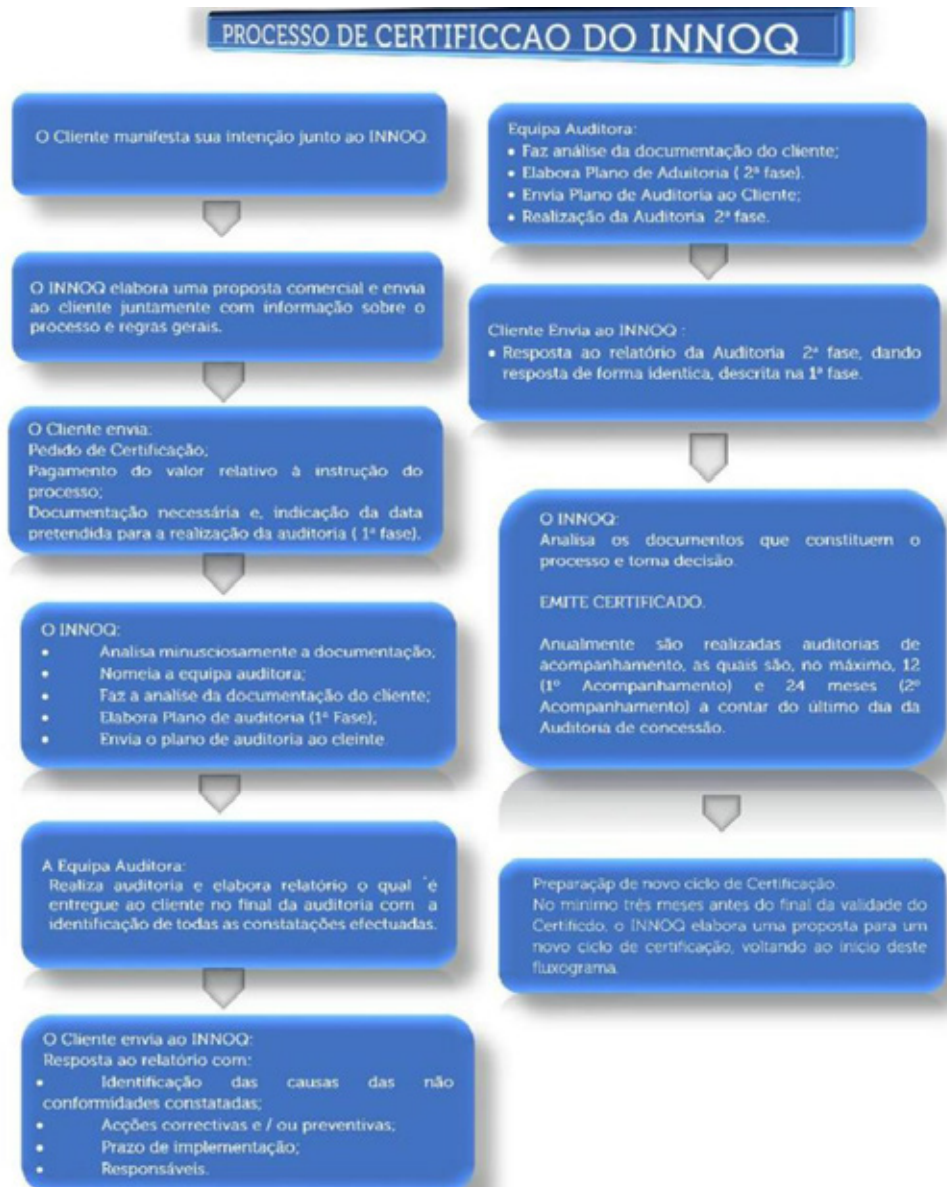 PROCESSO DE CERTIFICCAO DO INNOQ
O Cliente manifesta sua intenção junto ao INNOQ.
O INNOQ elabora uma proposta comercial e envia
ao cliente juntamente com informação sobre o
processo e regras gerais.
O Cliente envia:
Pedido de Certificação;
Pagamento do valor relativo à instrução do
processo;
Documentação necessária e, indicação da data
pretendida para a realização da auditoria ( 1ª fase).
O INNOQ:
• Analisa minusciosamente a documentação;
• Nomeia a equipa auditora;
• Faz a análise da documentação do cliente;
• Elabora Plano de auditoria (1ª Fase);
• Envia o plano de auditoria ao cleinte.
A Equipa Auditora:
Realiza auditoria e elabora relatório o qual ´é
entregue ao cliente no final da auditoria com a
identificação de todas as constatações efectuadas.
O Cliente envia ao INNOQ:
Resposta ao relatório com:
• Identificação das causas das não
conformidades constatadas;
• Acções correctivas e / ou preventivas;
• Prazo de implementação;
• Responsáveis.
Equipa Auditora:
• Faz análise da documentação do cliente;
• Elabora Plano de Aduitoria ( 2ª fase).
• Envia Plano de Auditoria ao Cliente;
• Realização da Auditoria 2ª fase.
Cliente Envia ao INNOQ :
• Resposta ao relatório da Auditoria 2ª fase, dando
resposta de forma identica, descrita na 1ª fase.
O INNOQ:
Analisa os documentos que constituem o
processo e toma decisão.
EMITE CERTIFICADO.
Anualmente são realizadas auditorias de
acompanhamento, as quais são, no máximo, 12
(1º Acompanhamento) e 24 meses (2º
Acompanhamento) a contar do último dia da
Auditoria de concessão.
Preparaçãp de novo ciclo de Certificação.
No minimo três meses antes do final da validade do
Certificdo, o INNOQ elabora uma proposta para um
novo ciclo de certificação, voltando ao inicio deste
fluxograma.